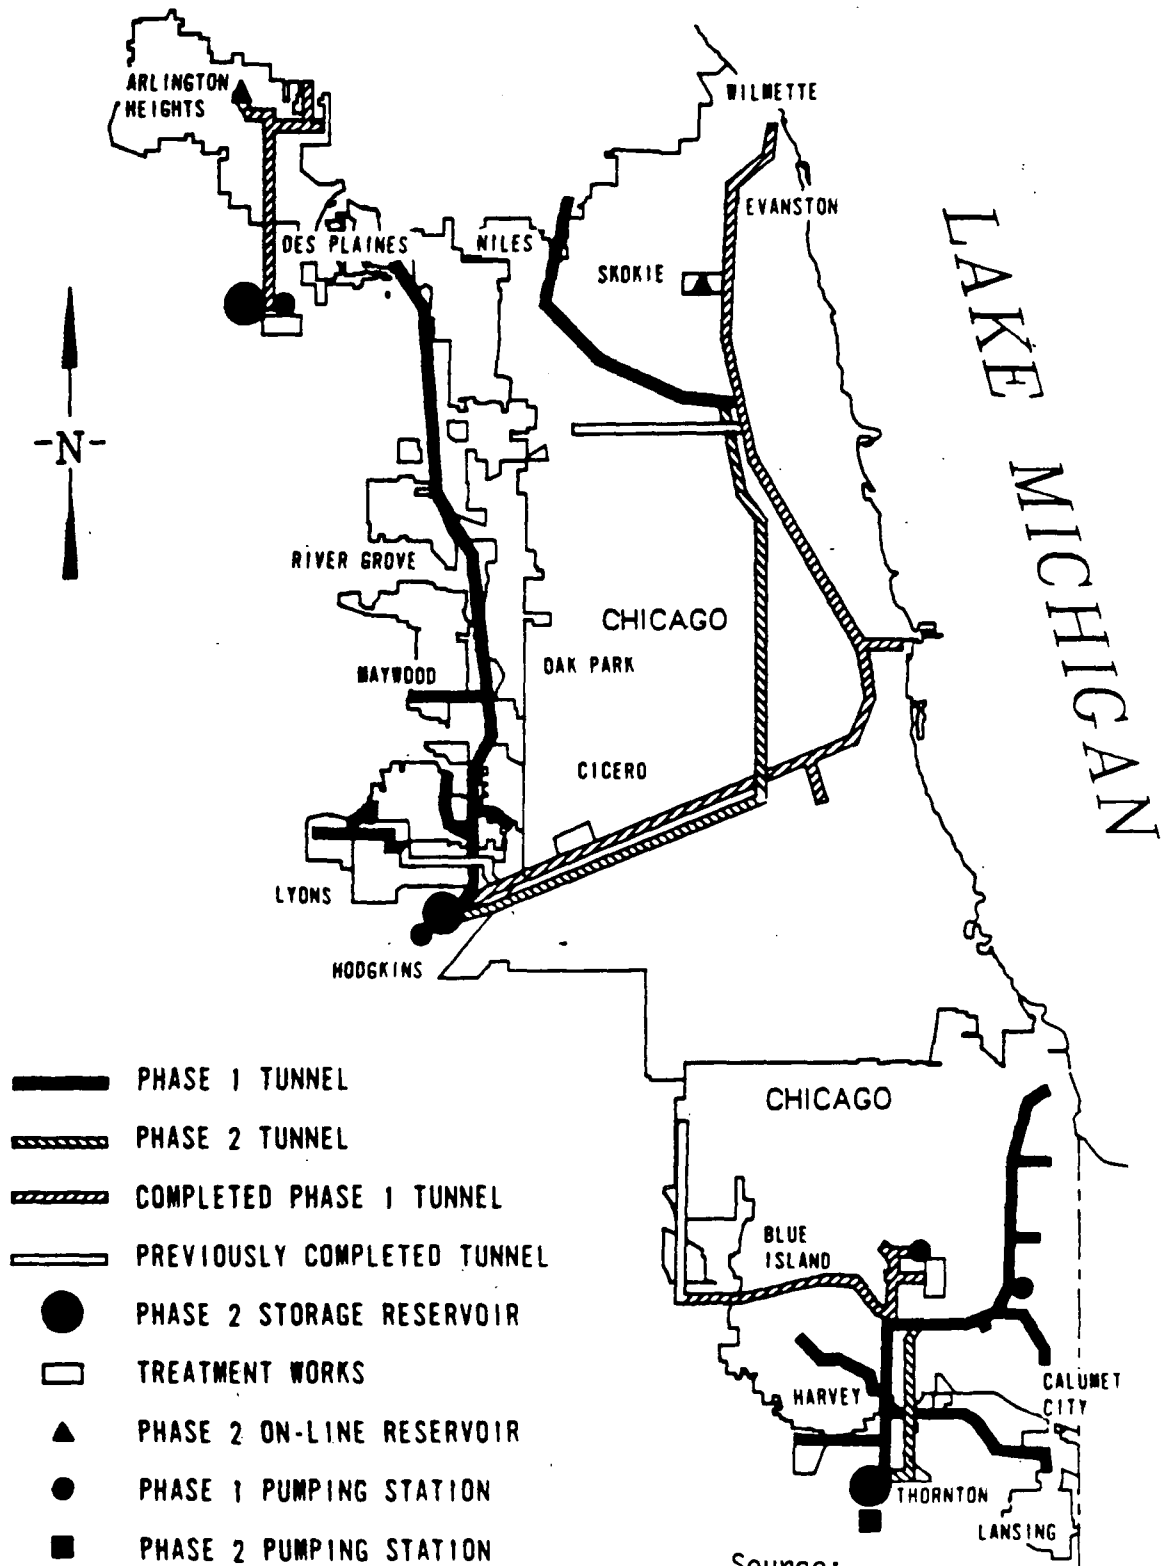 WILMETTE
ARLINGTON
HEIGHTS
EVANSTON
DES PLAINES
NILES
SKOKIE
LAKE MICHIGAN
-N-
RIVER GROVE
CHICAGO
OAK PARK
MAYWOOD
CICERO
LYONS
HODGKINS
PHASE 1 TUNNEL
PHASE 2 TUNNEL
COMPLETED PHASE 1 TUNNEL
PREVIOUSLY COMPLETED TUNNEL
PHASE 2 STORAGE RESERVOIR
TREATMENT WORKS
PHASE 2 ON-LINE RESERVOIR
PHASE 1 PUMPING STATION
PHASE 2 PUMPING STATION
CHICAGO
BLUE
ISLAND
HARVEY
CALUMET
CITY
THORNTON
LANSING
Source: